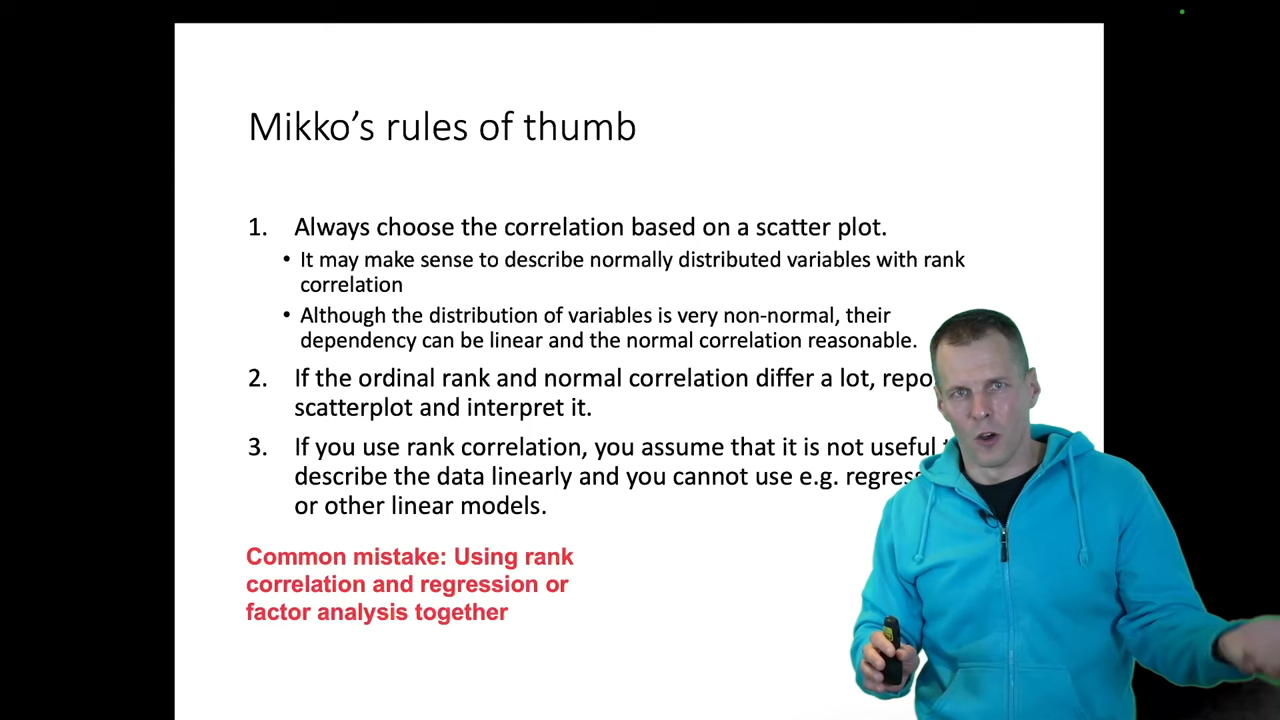 Mikko's rules of thumb
1. Always choose the correlation based on a scatter plot.
• It may make sense to describe normally distributed variables with rank
correlation
• Although the distribution of variables is very non-normal, their
dependency can be linear and the normal correlation reasonable.
2. If the ordinal rank and normal correlation differ a lot,
scatterplot and interpret it.
3. If you use rank correlation, you assume that it is not useful
describe the data linearly and you cannot use e.g.
or other linear models.
Common mistake: Using rank
correlation and regression or
factor analysis together